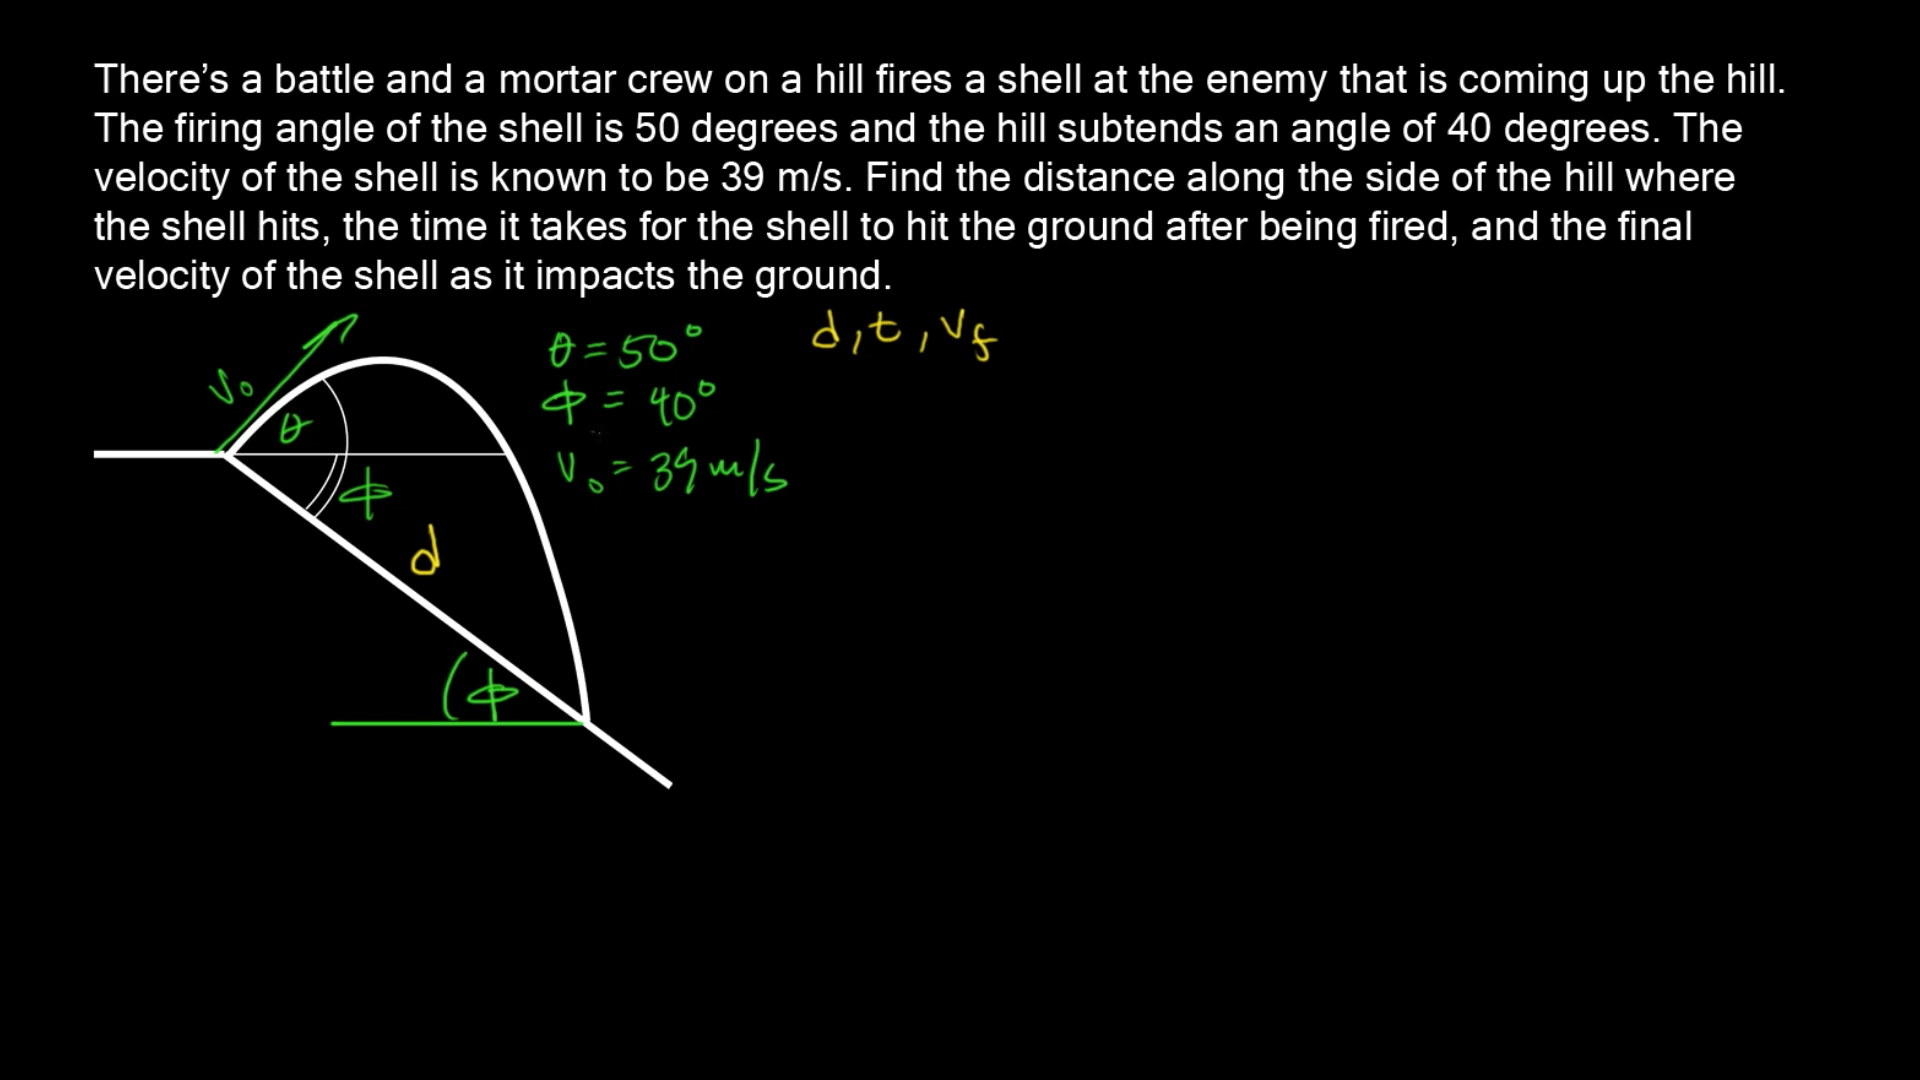 There’s a battle and a mortar crew on a hill fires a shell at the enemy that is coming up the hill.
The firing angle of the shell is 50 degrees and the hill subtends an angle of 40 degrees. The
velocity of the shell is known to be 39 m/s. Find the distance along the side of the hill where
the shell hits, the time it takes for the shell to hit the ground after being fired, and the final
velocity of the shell as it impacts the ground.
θ = 50°
d, t, v_f
v₀
ϕ = 40°
θ
v₀ = 39 m/s
ϕ
d
ϕ